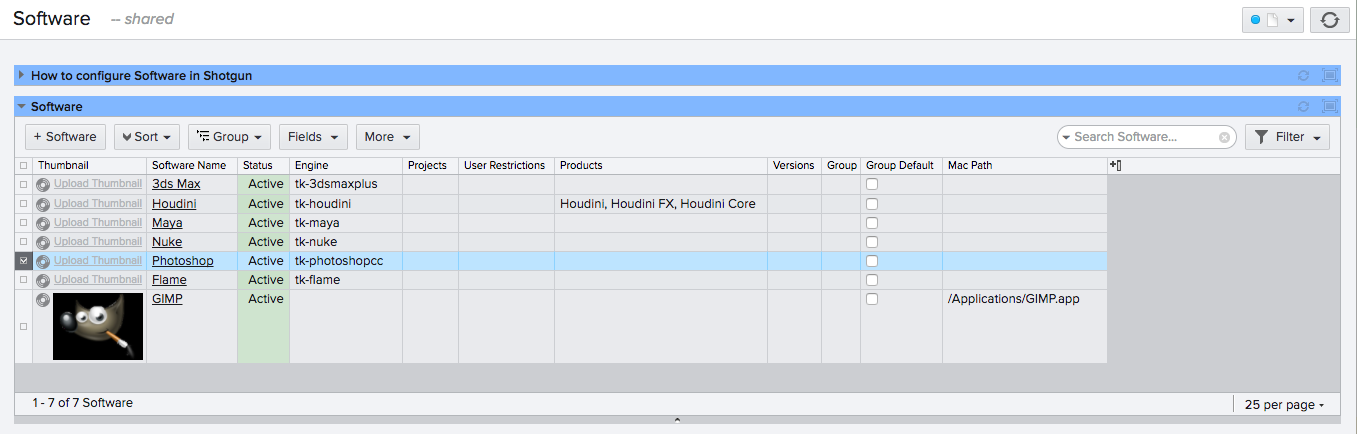 Software -- shared
How to configure Software in Shotgun
Software
+ Software Sort Group Fields More Search Software... Filter
Thumbnail Software Name Status Engine Projects User Restrictions Products Versions Group Group Default Mac Path
Upload Thumbnail 3ds Max Active tk-3dsmaxplus
Upload Thumbnail Houdini Active tk-houdini Houdini, Houdini FX, Houdini Core
Upload Thumbnail Maya Active tk-maya
Upload Thumbnail Nuke Active tk-nuke
Upload Thumbnail Photoshop Active tk-photoshopcc
Upload Thumbnail Flame Active tk-flame
GIMP Active /Applications/GIMP.app
1 - 7 of 7 Software 25 per page